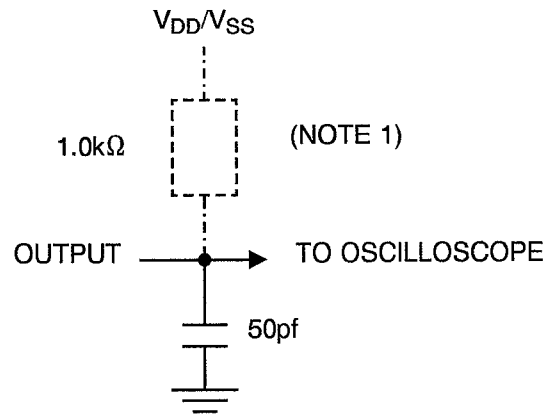 VDD/VSS
1.0kΩ
(NOTE 1)
OUTPUT
TO OSCILLOSCOPE
50pf